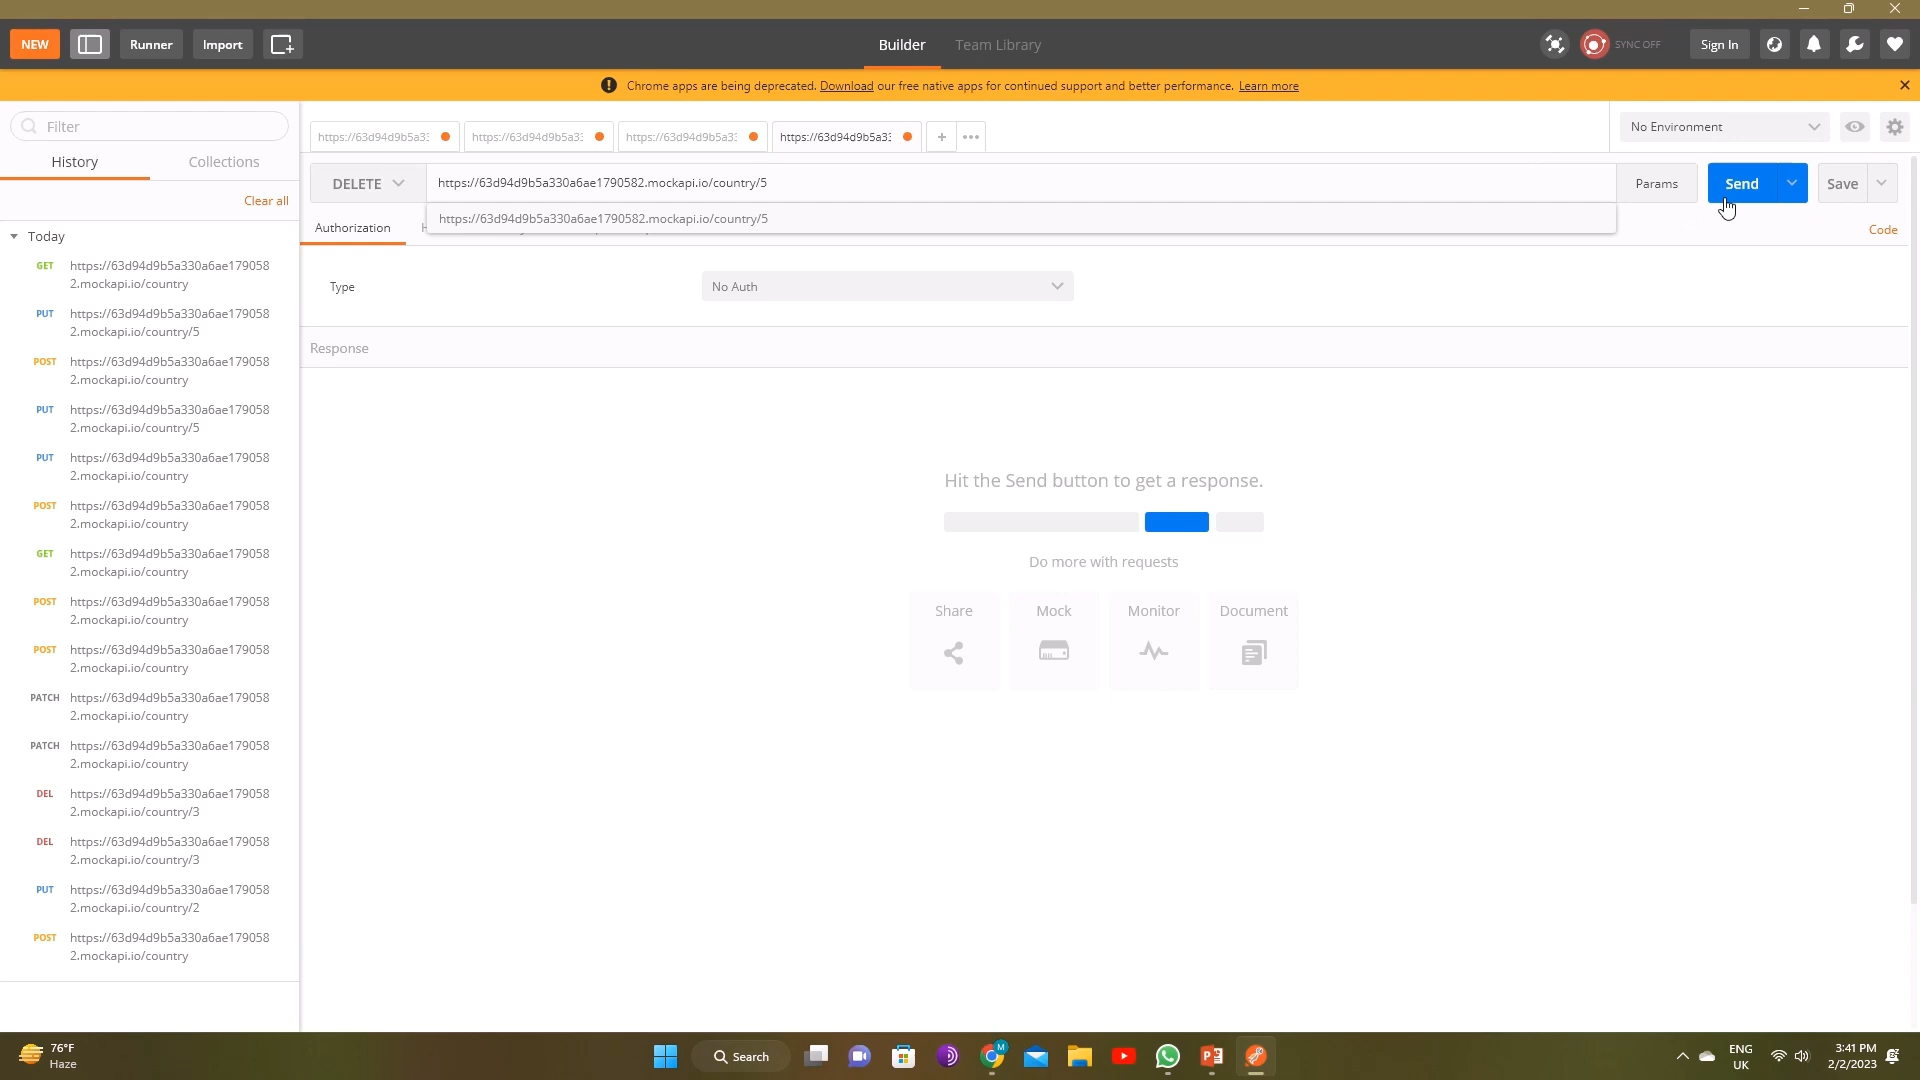 NEW
Runner
Import
Builder
Team Library
SYNC OFF
Sign In
Chrome apps are being deprecated. Download our free native apps for continued support and better performance. Learn more
Filter
History
Collections
Clear all
Today
GET https://63d94d9b5a330a6ae179058
2.mockapi.io/country
PUT https://63d94d9b5a330a6ae179058
2.mockapi.io/country/5
POST https://63d94d9b5a330a6ae179058
2.mockapi.io/country
PUT https://63d94d9b5a330a6ae179058
2.mockapi.io/country/5
PUT https://63d94d9b5a330a6ae179058
2.mockapi.io/country
POST https://63d94d9b5a330a6ae179058
2.mockapi.io/country
GET https://63d94d9b5a330a6ae179058
2.mockapi.io/country
POST https://63d94d9b5a330a6ae179058
2.mockapi.io/country
POST https://63d94d9b5a330a6ae179058
2.mockapi.io/country
PATCH https://63d94d9b5a330a6ae179058
2.mockapi.io/country
PATCH https://63d94d9b5a330a6ae179058
2.mockapi.io/country
DEL https://63d94d9b5a330a6ae179058
2.mockapi.io/country/3
DEL https://63d94d9b5a330a6ae179058
2.mockapi.io/country/3
PUT https://63d94d9b5a330a6ae179058
2.mockapi.io/country/2
POST https://63d94d9b5a330a6ae179058
2.mockapi.io/country
https://63d94d9b5a3
https://63d94d9b5a3
https://63d94d9b5a3
https://63d94d9b5a3
No Environment
DELETE
https://63d94d9b5a330a6ae1790582.mockapi.io/country/5
Params
Send
Save
https://63d94d9b5a330a6ae1790582.mockapi.io/country/5
Authorization
Code
Type
No Auth
Response
Hit the Send button to get a response.
Do more with requests
Share
Mock
Monitor
Document
76°F
Haze
Search
M
ENG
UK
3:41 PM
2/2/2023